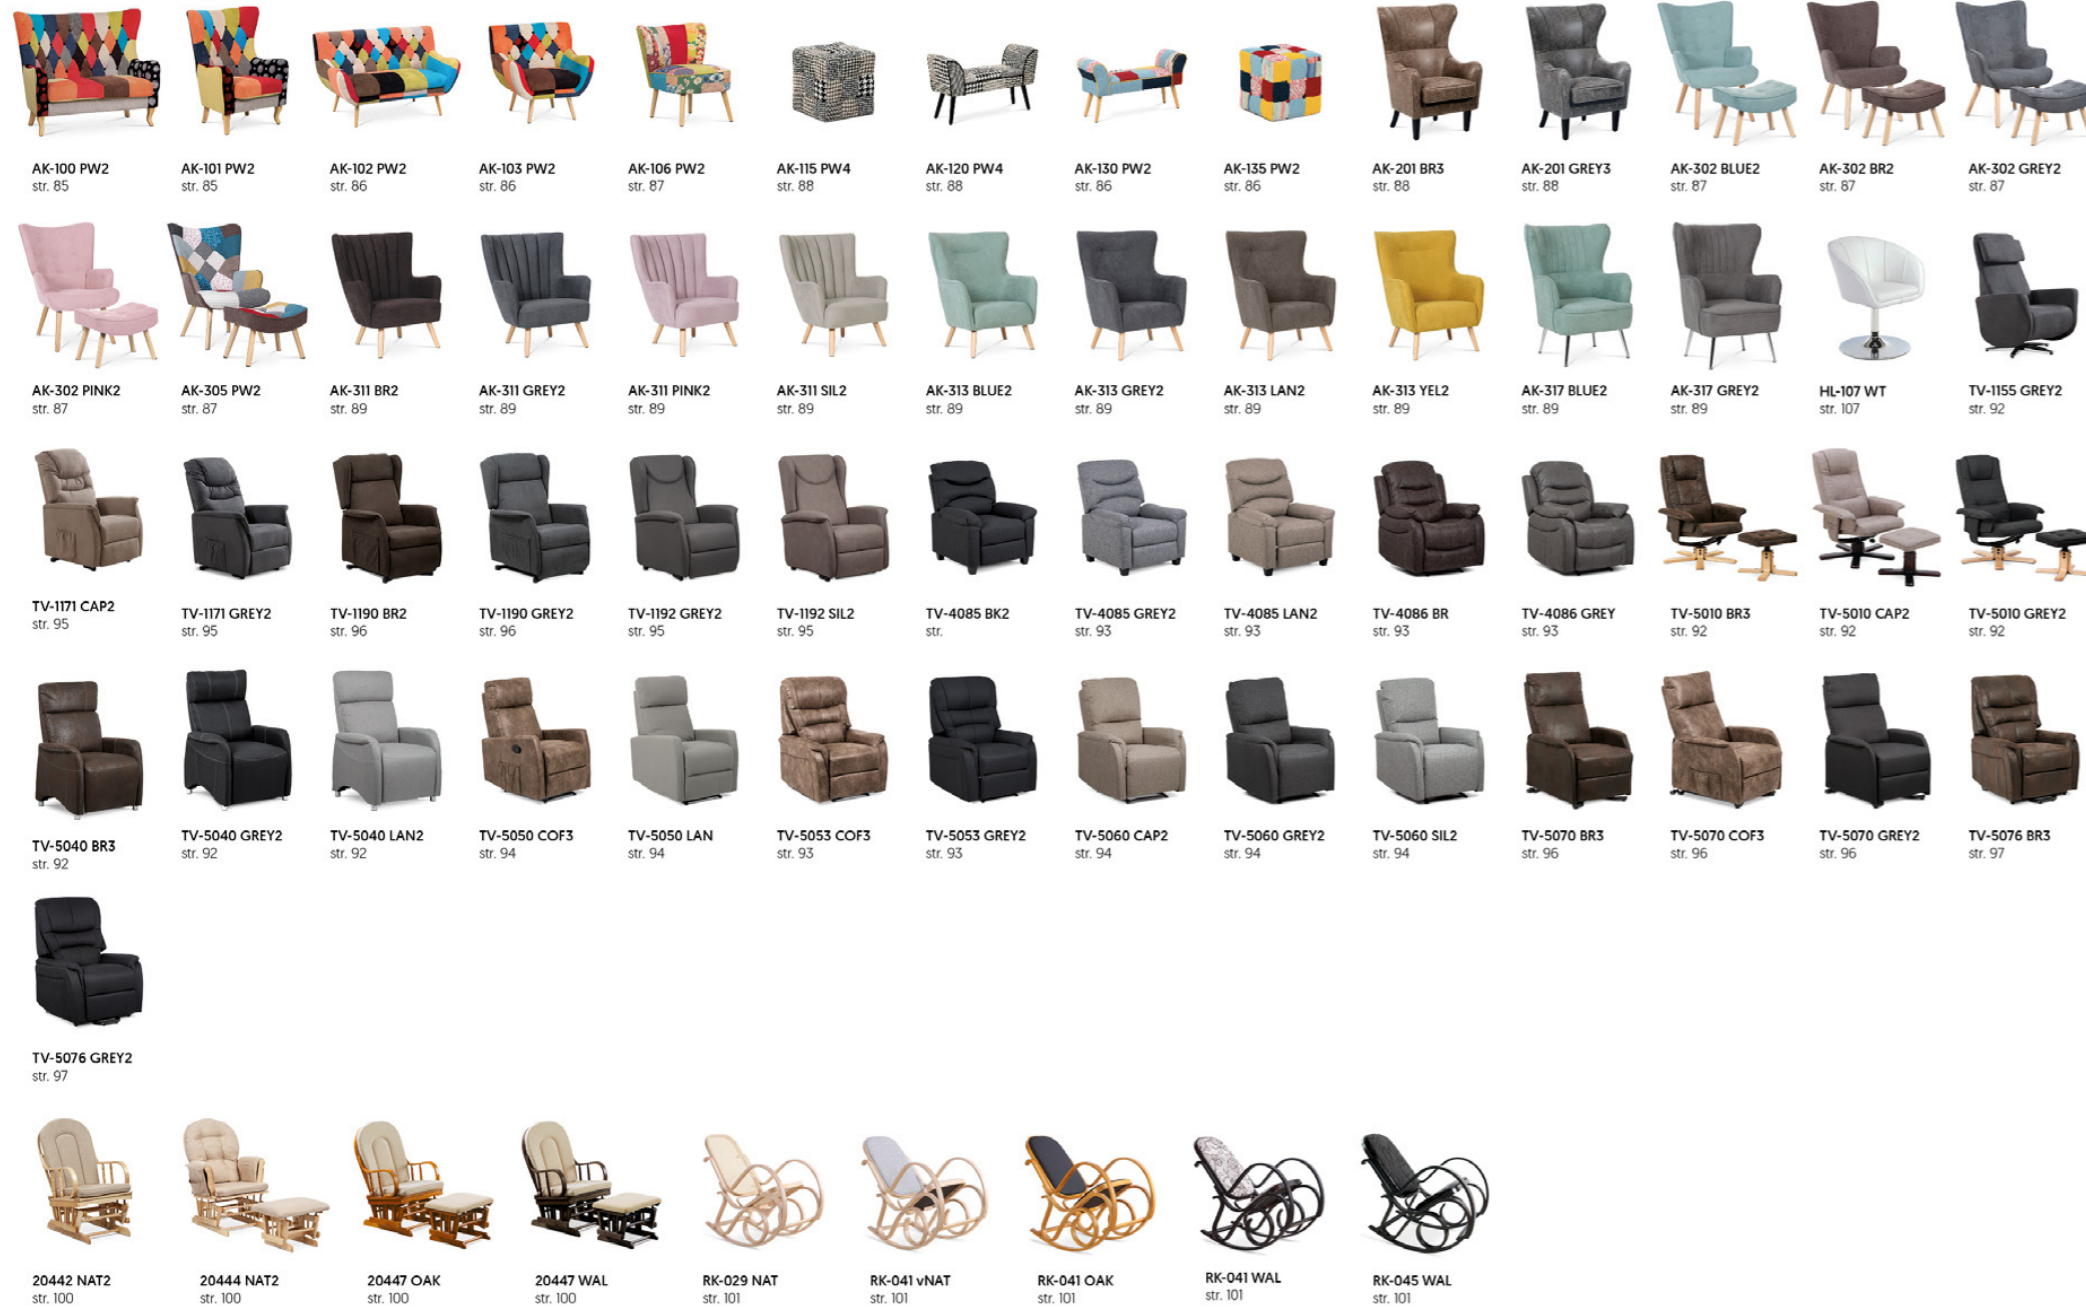 AK-100 PW2
str. 85
AK-101 PW2
str. 85
AK-102 PW2
str. 86
AK-103 PW2
str. 86
AK-106 PW2
str. 87
AK-115 PW4
str. 88
AK-120 PW4
str. 88
AK-130 PW2
str. 86
AK-135 PW2
str. 86
AK-201 BR3
str. 88
AK-201 GREY3
str. 88
AK-302 BLUE2
str. 87
AK-302 BR2
str. 87
AK-302 GREY2
str. 87
AK-302 PINK2
str. 87
AK-305 PW2
str. 87
AK-311 BR2
str. 89
AK-311 GREY2
str. 89
AK-311 PINK2
str. 89
AK-311 SIL2
str. 89
AK-313 BLUE2
str. 89
AK-313 GREY2
str. 89
AK-313 LAN2
str. 89
AK-313 YEL2
str. 89
AK-317 BLUE2
str. 89
AK-317 GREY2
str. 89
HL-107 WT
str. 107
TV-1155 GREY2
str. 92
TV-1171 CAP2
str. 95
TV-1171 GREY2
str. 95
TV-1190 BR2
str. 96
TV-1190 GREY2
str. 96
TV-1192 GREY2
str. 95
TV-1192 SIL2
str. 95
TV-4085 BK2
str.
TV-4085 GREY2
str. 93
TV-4085 LAN2
str. 93
TV-4086 BR
str. 93
TV-4086 GREY
str. 93
TV-5010 BR3
str. 92
TV-5010 CAP2
str. 92
TV-5010 GREY2
str. 92
TV-5040 BR3
str. 92
TV-5040 GREY2
str. 92
TV-5040 LAN2
str. 92
TV-5050 COF3
str. 94
TV-5050 LAN
str. 94
TV-5053 COF3
str. 93
TV-5053 GREY2
str. 93
TV-5060 CAP2
str. 94
TV-5060 GREY2
str. 94
TV-5060 SIL2
str. 94
TV-5070 BR3
str. 96
TV-5070 COF3
str. 96
TV-5070 GREY2
str. 96
TV-5076 BR3
str. 97
TV-5076 GREY2
str. 97
20442 NAT2
str. 100
20444 NAT2
str. 100
20447 OAK
str. 100
20447 WAL
str. 100
RK-029 NAT
str. 101
RK-041 vNAT
str. 101
RK-041 OAK
str. 101
RK-041 WAL
str. 101
RK-045 WAL
str. 101